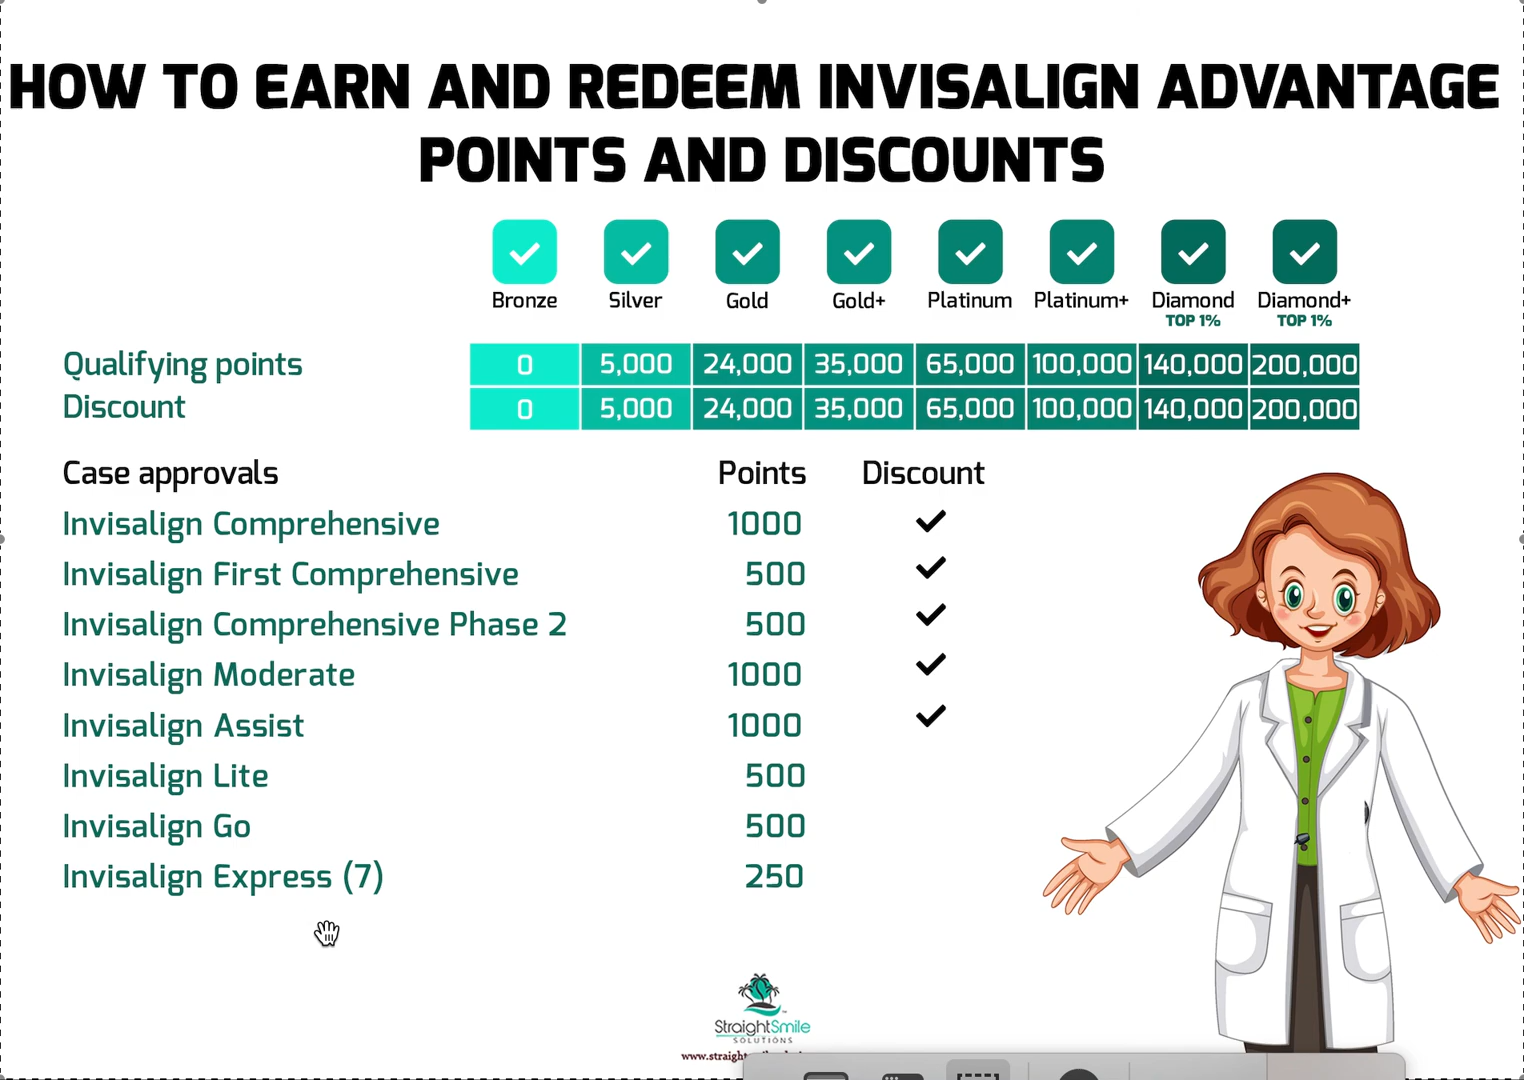 HOW TO EARN AND REDEEM INVISALIGN ADVANTAGE
POINTS AND DISCOUNTS
Bronze Silver Gold Gold+ Platinum Platinum+ Diamond Diamond+
TOP 1% TOP 1%
Qualifying points 0 5,000 24,000 35,000 65,000 100,000 140,000 200,000
Discount 0 5,000 24,000 35,000 65,000 100,000 140,000 200,000
Case approvals Points Discount
Invisalign Comprehensive 1000
Invisalign First Comprehensive 500
Invisalign Comprehensive Phase 2 500
Invisalign Moderate 1000
Invisalign Assist 1000
Invisalign Lite 500
Invisalign Go 500
Invisalign Express (7) 250
StraightSmile
SOLUTIONS